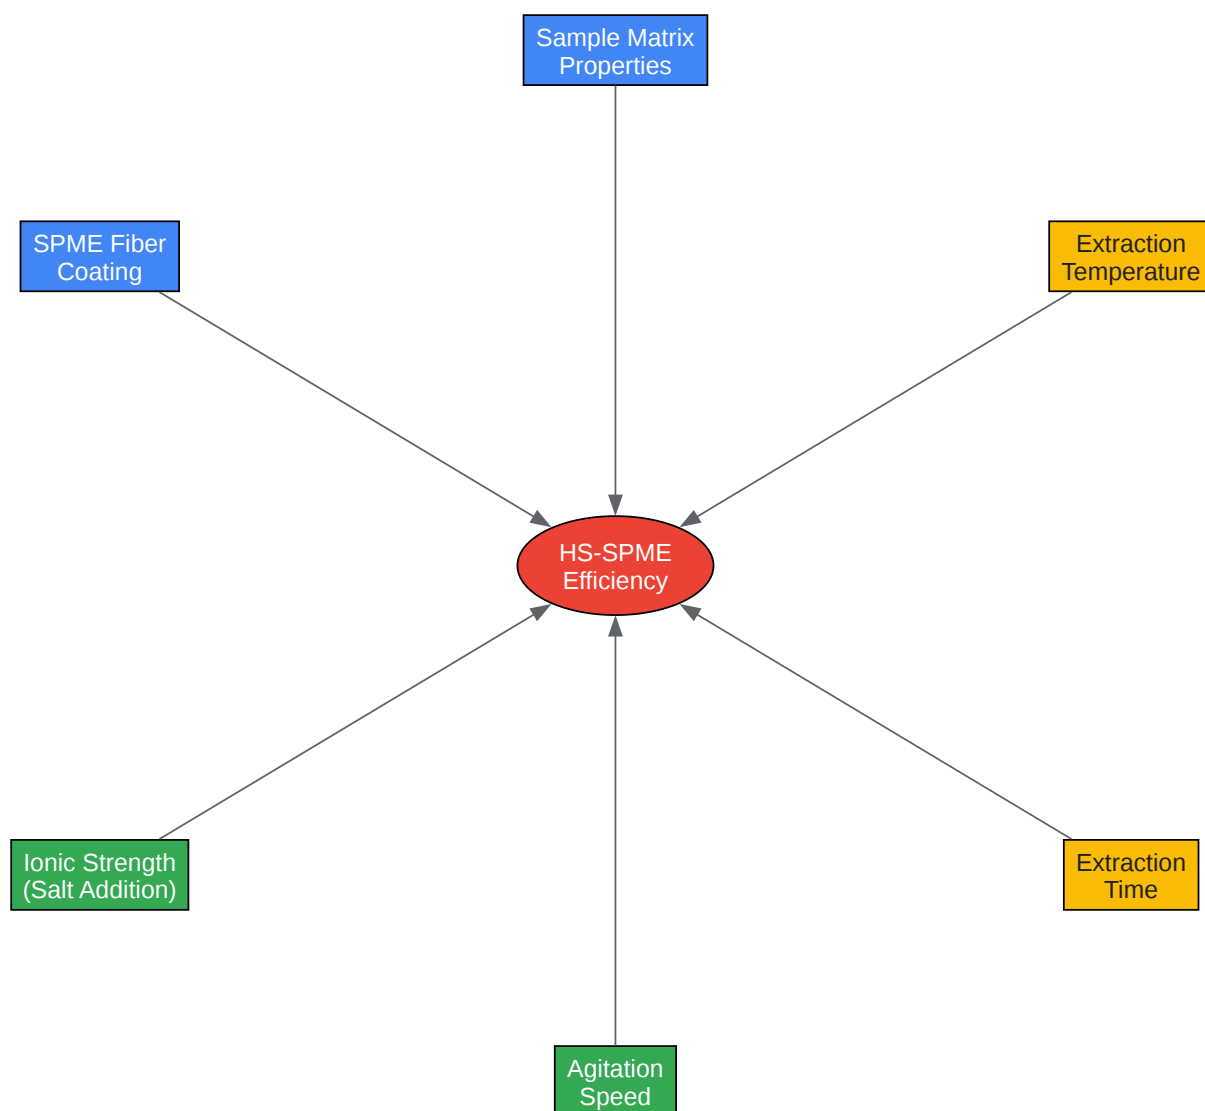 Sample Matrix
Properties
SPME Fiber
Coating
Extraction
Temperature
HS-SPME
Efficiency
Ionic Strength
(Salt Addition)
Extraction
Time
Agitation
Speed